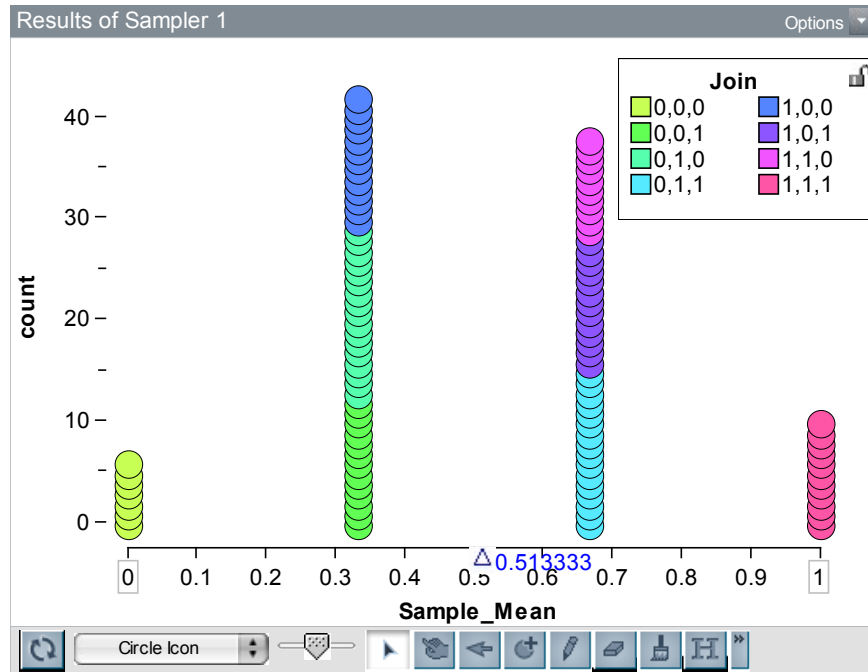 Results of Sampler 1 Options
Join
0,0,0 1,0,0
0,0,1 1,0,1
0,1,0 1,1,0
0,1,1 1,1,1
40
30
20
10
0
count
0.513333
0 0.1 0.2 0.3 0.4 0.5 0.6 0.7 0.8 0.9 1
Sample_Mean
Circle Icon
»